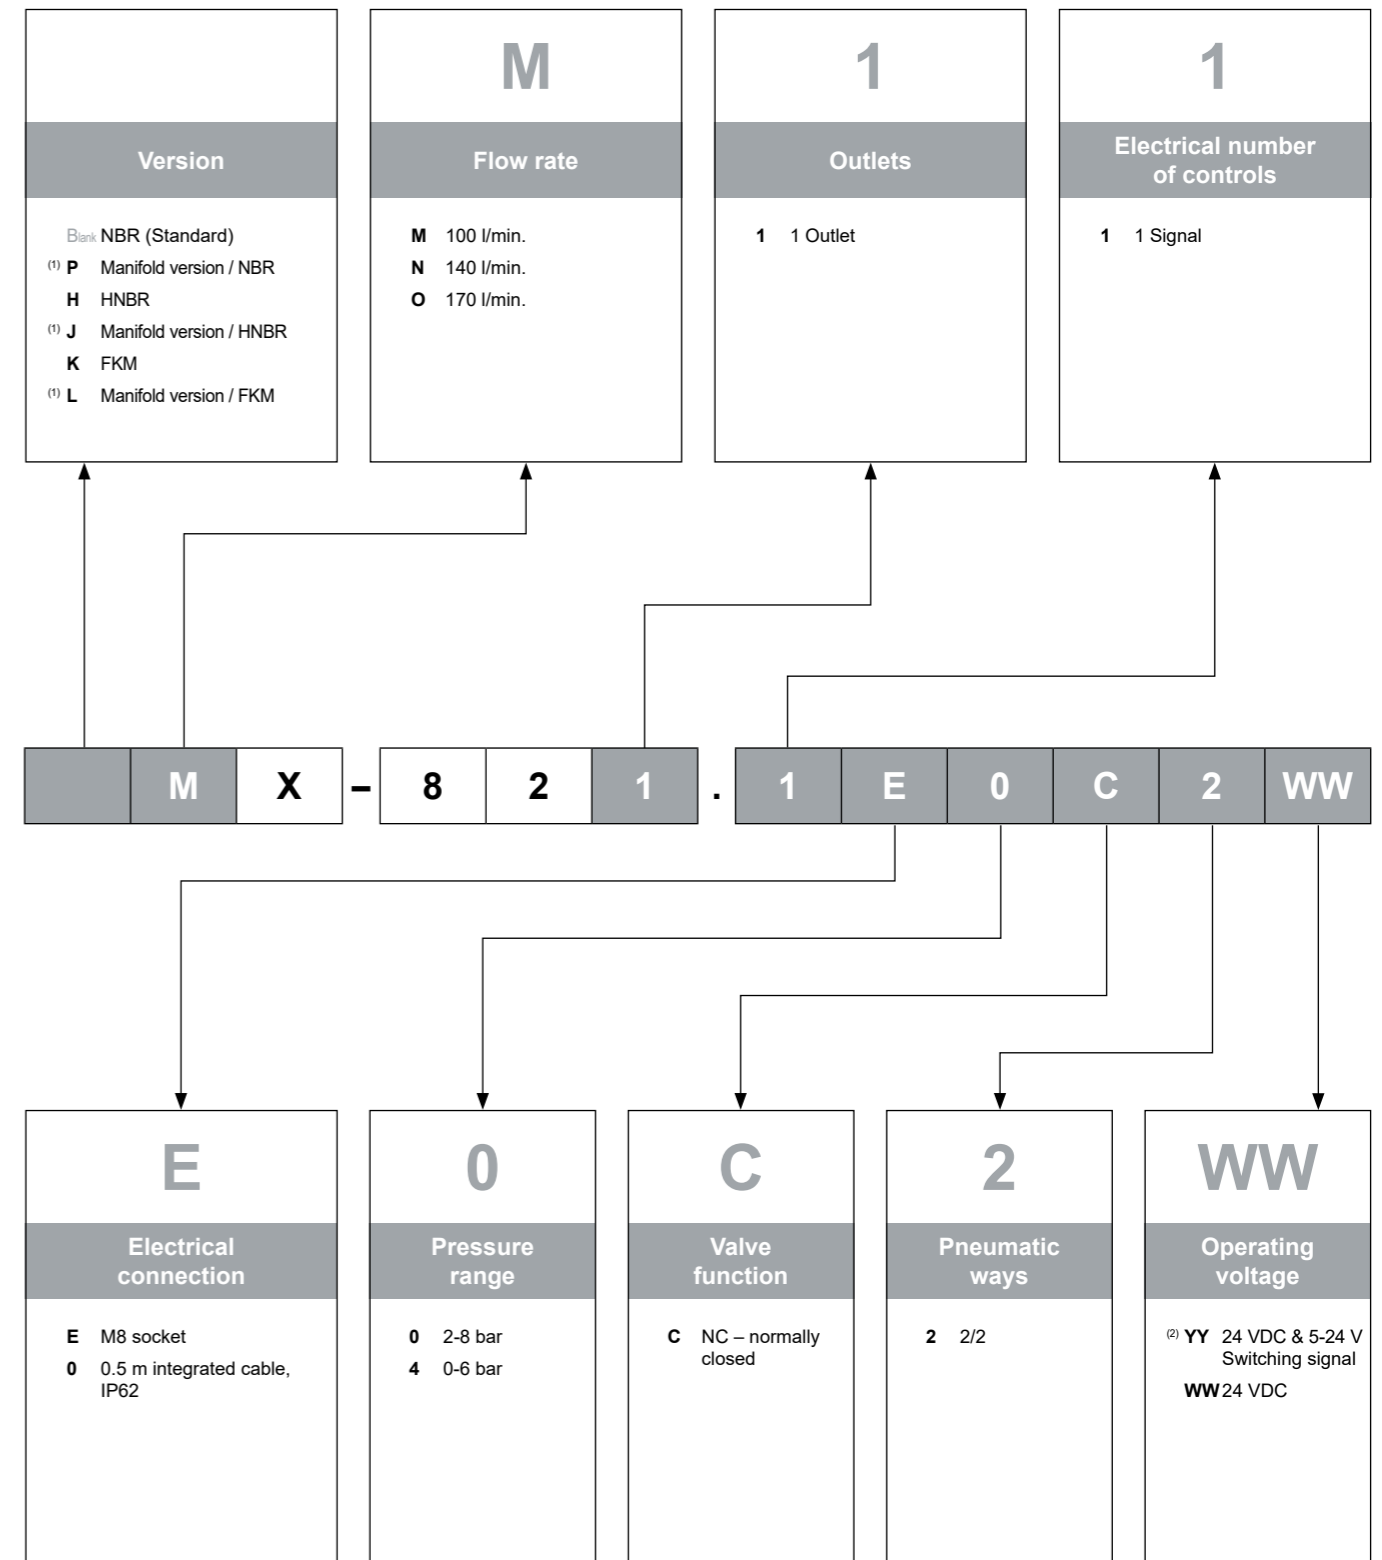 M
1
1
Version
Flow rate
Outlets
Electrical number
of controls
Blank NBR (Standard)
(1) P Manifold version / NBR
H HNBR
(1) J Manifold version / HNBR
K FKM
(1) L Manifold version / FKM
M 100 l/min.
N 140 l/min.
O 170 l/min.
1 1 Outlet
1 1 Signal
M X - 8 2 1 . 1 E 0 C 2 WW
E
0
C
2
WW
Electrical
connection
Pressure
range
Valve
function
Pneumatic
ways
Operating
voltage
E M8 socket
0 0.5 m integrated cable,
IP62
0 2-8 bar
4 0-6 bar
C NC – normally
closed
2 2/2
(2) YY 24 VDC & 5-24 V
Switching signal
WW 24 VDC